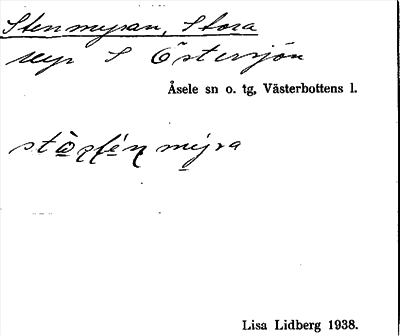 Stenmyran, Stora
myr S Östersjön
Åsele sn o. tg, Västerbottens l.
Lisa Lidberg 1938.